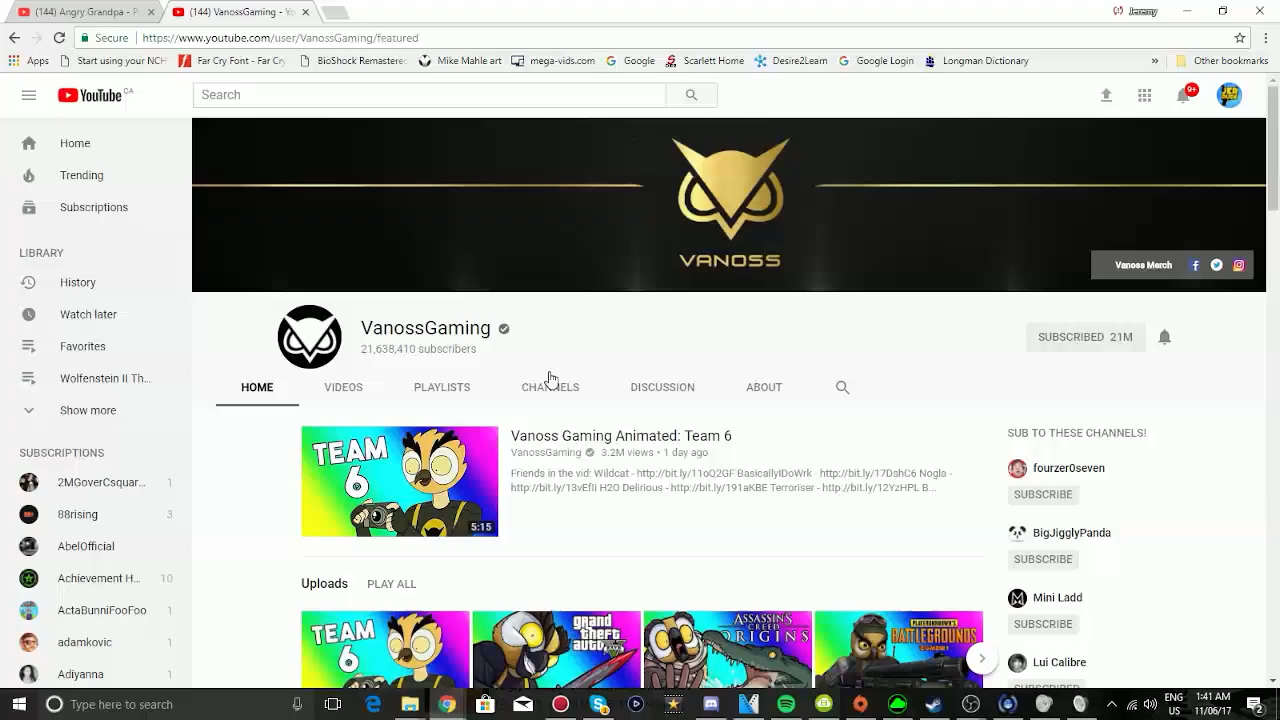 (144) Angry Grandpa - P
(144) VanossGaming - Yo
Jeremy
Secure
https://www.youtube.com/user/VanossGaming/featured
Apps
Start using your NCH
Far Cry Font - Far Cry
BioShock Remastered
Mike Mahle art
mega-vids.com
Google
Scarlett Home
Desire2Learn
Google Login
Longman Dictionary
»
Other bookmarks
YouTube CA
Search
9+
Home
Trending
Subscriptions
LIBRARY
History
Watch later
Favorites
Wolfenstein II Th...
Show more
SUBSCRIPTIONS
2MGoverCsquar... 1
88rising 3
AbelOfficial
Achievement H... 10
ActaBunniFooFoo 1
adamkovic 1
Adiyanna 1
VANOSS
Vanoss Merch
VanossGaming
21,638,410 subscribers
SUBSCRIBED 21M
HOME
VIDEOS
PLAYLISTS
CHANNELS
DISCUSSION
ABOUT
TEAM
6
5:15
Vanoss Gaming Animated: Team 6
VanossGaming 3.2M views • 1 day ago
Friends in the vid: Wildcat - http://bit.ly/11oQ2GF BasicallyIDoWrk - http://bit.ly/17DshC6 Nogla -
http://bit.ly/13vEfIi H2O Delirious - http://bit.ly/191aKBE Terroriser - http://bit.ly/12YzHPL B...
SUB TO THESE CHANNELS!
fourzer0seven
SUBSCRIBE
BigJigglyPanda
SUBSCRIBE
Mini Ladd
SUBSCRIBE
Lui Calibre
SUBSCRIBE
Uploads PLAY ALL
TEAM
6
grand
theft
auto
ASSASSIN'S
CREED
ORIGINS
PLAYERUNKNOWN'S
BATTLEGROUNDS
Type here to search
ENG
US
1:41 AM
11/06/17
2